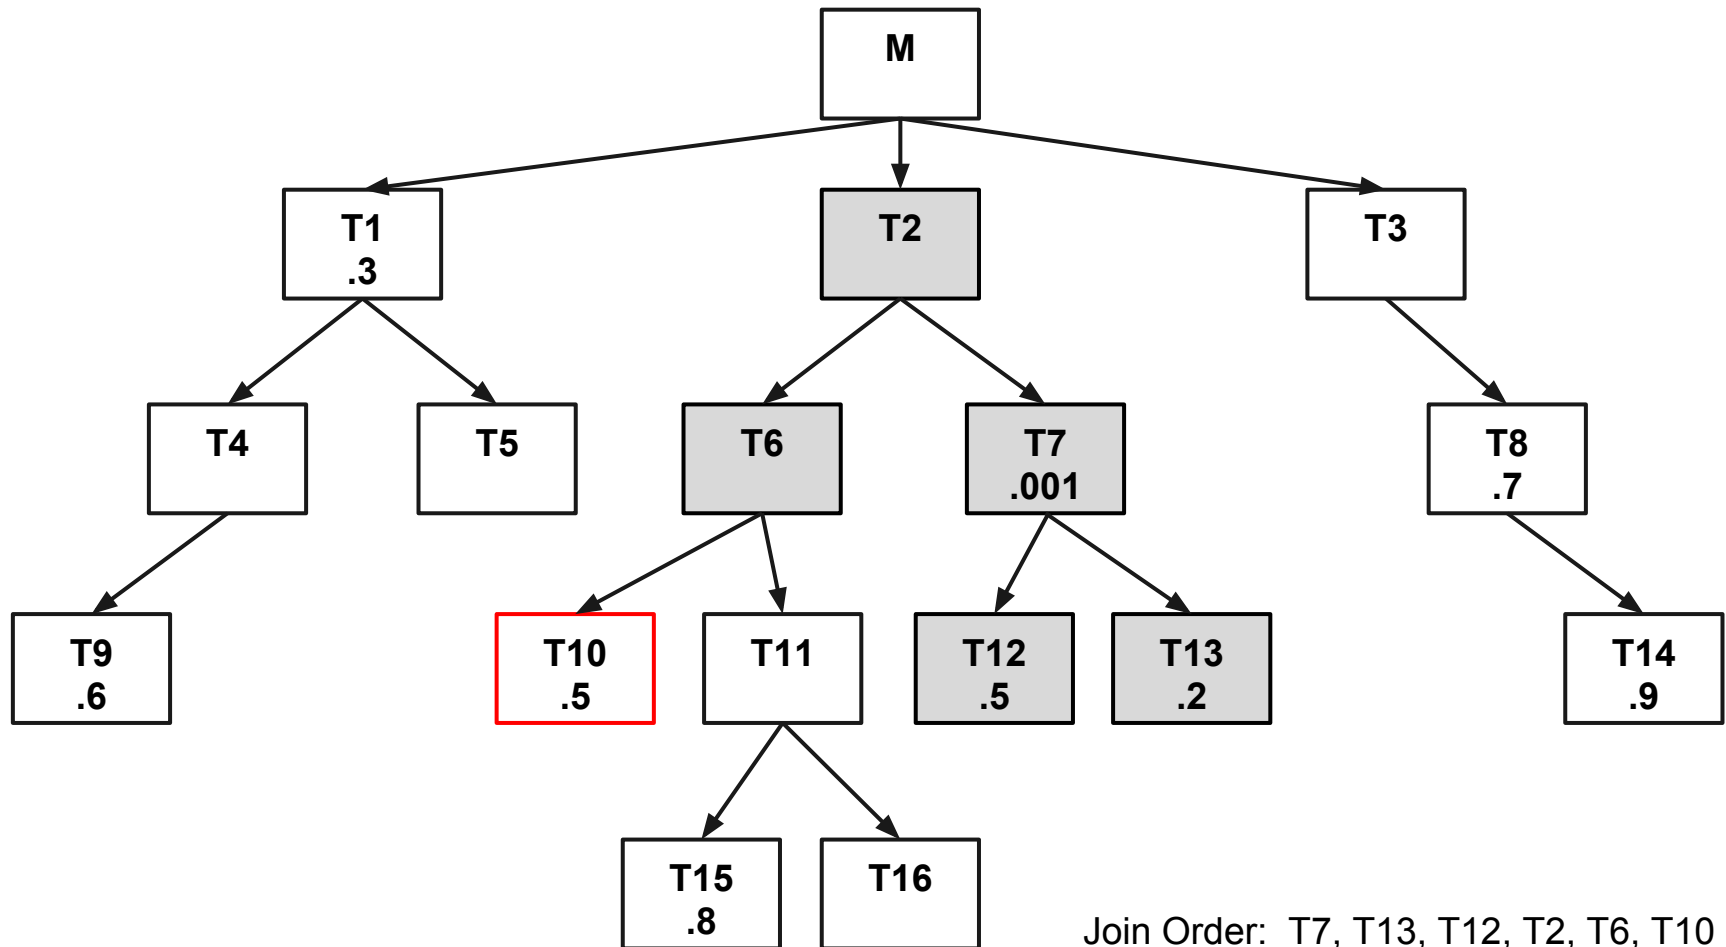 M
T1
.3
T2
T3
T4
T5
T6
T7
.001
T8
.7
T9
.6
T10
.5
T11
T12
.5
T13
.2
T14
.9
T15
.8
T16
Join Order: T7, T13, T12, T2, T6, T10